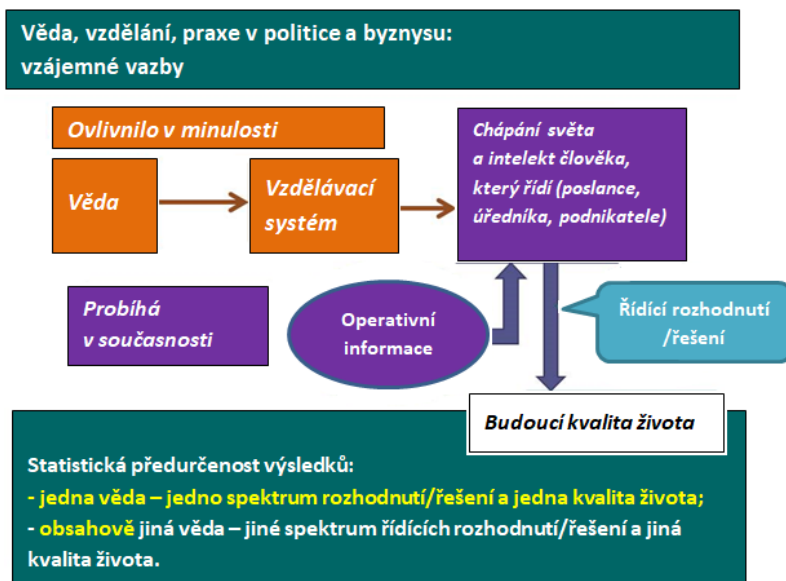 Věda, vzdělání, praxe v politice a byznysu:
vzájemné vazby
Ovlivnilo v minulosti
Věda
Vzdělávací
systém
Chápání světa
a intelekt člověka,
který řídí (poslance,
úředníka, podnikatele)
Probíhá
v současnosti
Operativní
informace
Řídící rozhodnutí
/řešení
Budoucí kvalita života
Statistická předurčenost výsledků:
- jedna věda – jedno spektrum rozhodnutí/řešení a jedna kvalita života;
- obsahově jiná věda – jiné spektrum řídících rozhodnutí/řešení a jiná
kvalita života.